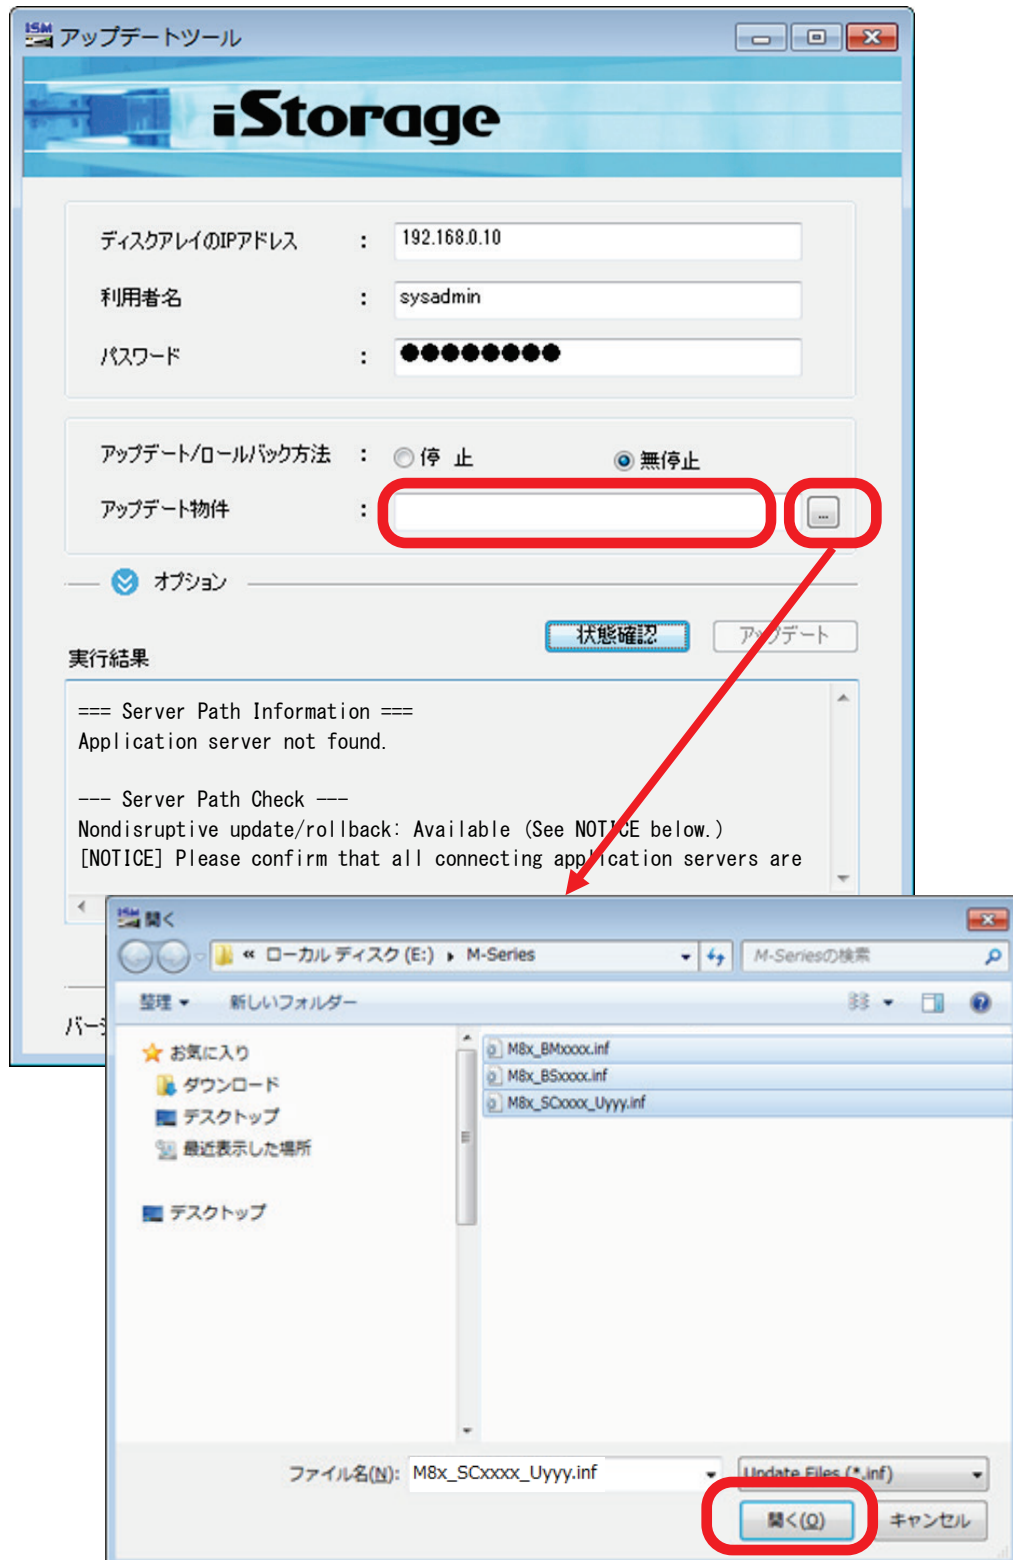 ISM アップデートツール
iStorage
ディスクアレイのIPアドレス : 192.168.0.10
利用者名 : sysadmin
パスワード : ●●●●●●●●
アップデート/ロールバック方法 : 停 止 無停止
アップデート物件 : ...
オプション
状態確認 アップデート
実行結果
=== Server Path Information ===
Application server not found.
--- Server Path Check ---
Nondisruptive update/rollback: Available (See NOTICE below.)
[NOTICE] Please confirm that all connecting application servers are
バージ
ISM 開く
« ローカル ディスク (E:) ▸ M-Series M-Seriesの検索
整理 ▼ 新しいフォルダー
お気に入り
ダウンロード
デスクトップ
最近表示した場所
デスクトップ
M8x_BMxxxx.inf
M8x_BSxxxx.inf
M8x_SCxxxx_Uyyy.inf
ファイル名(N): M8x_SCxxxx_Uyyy.inf Update Files (*.inf)
開く(O) キャンセル